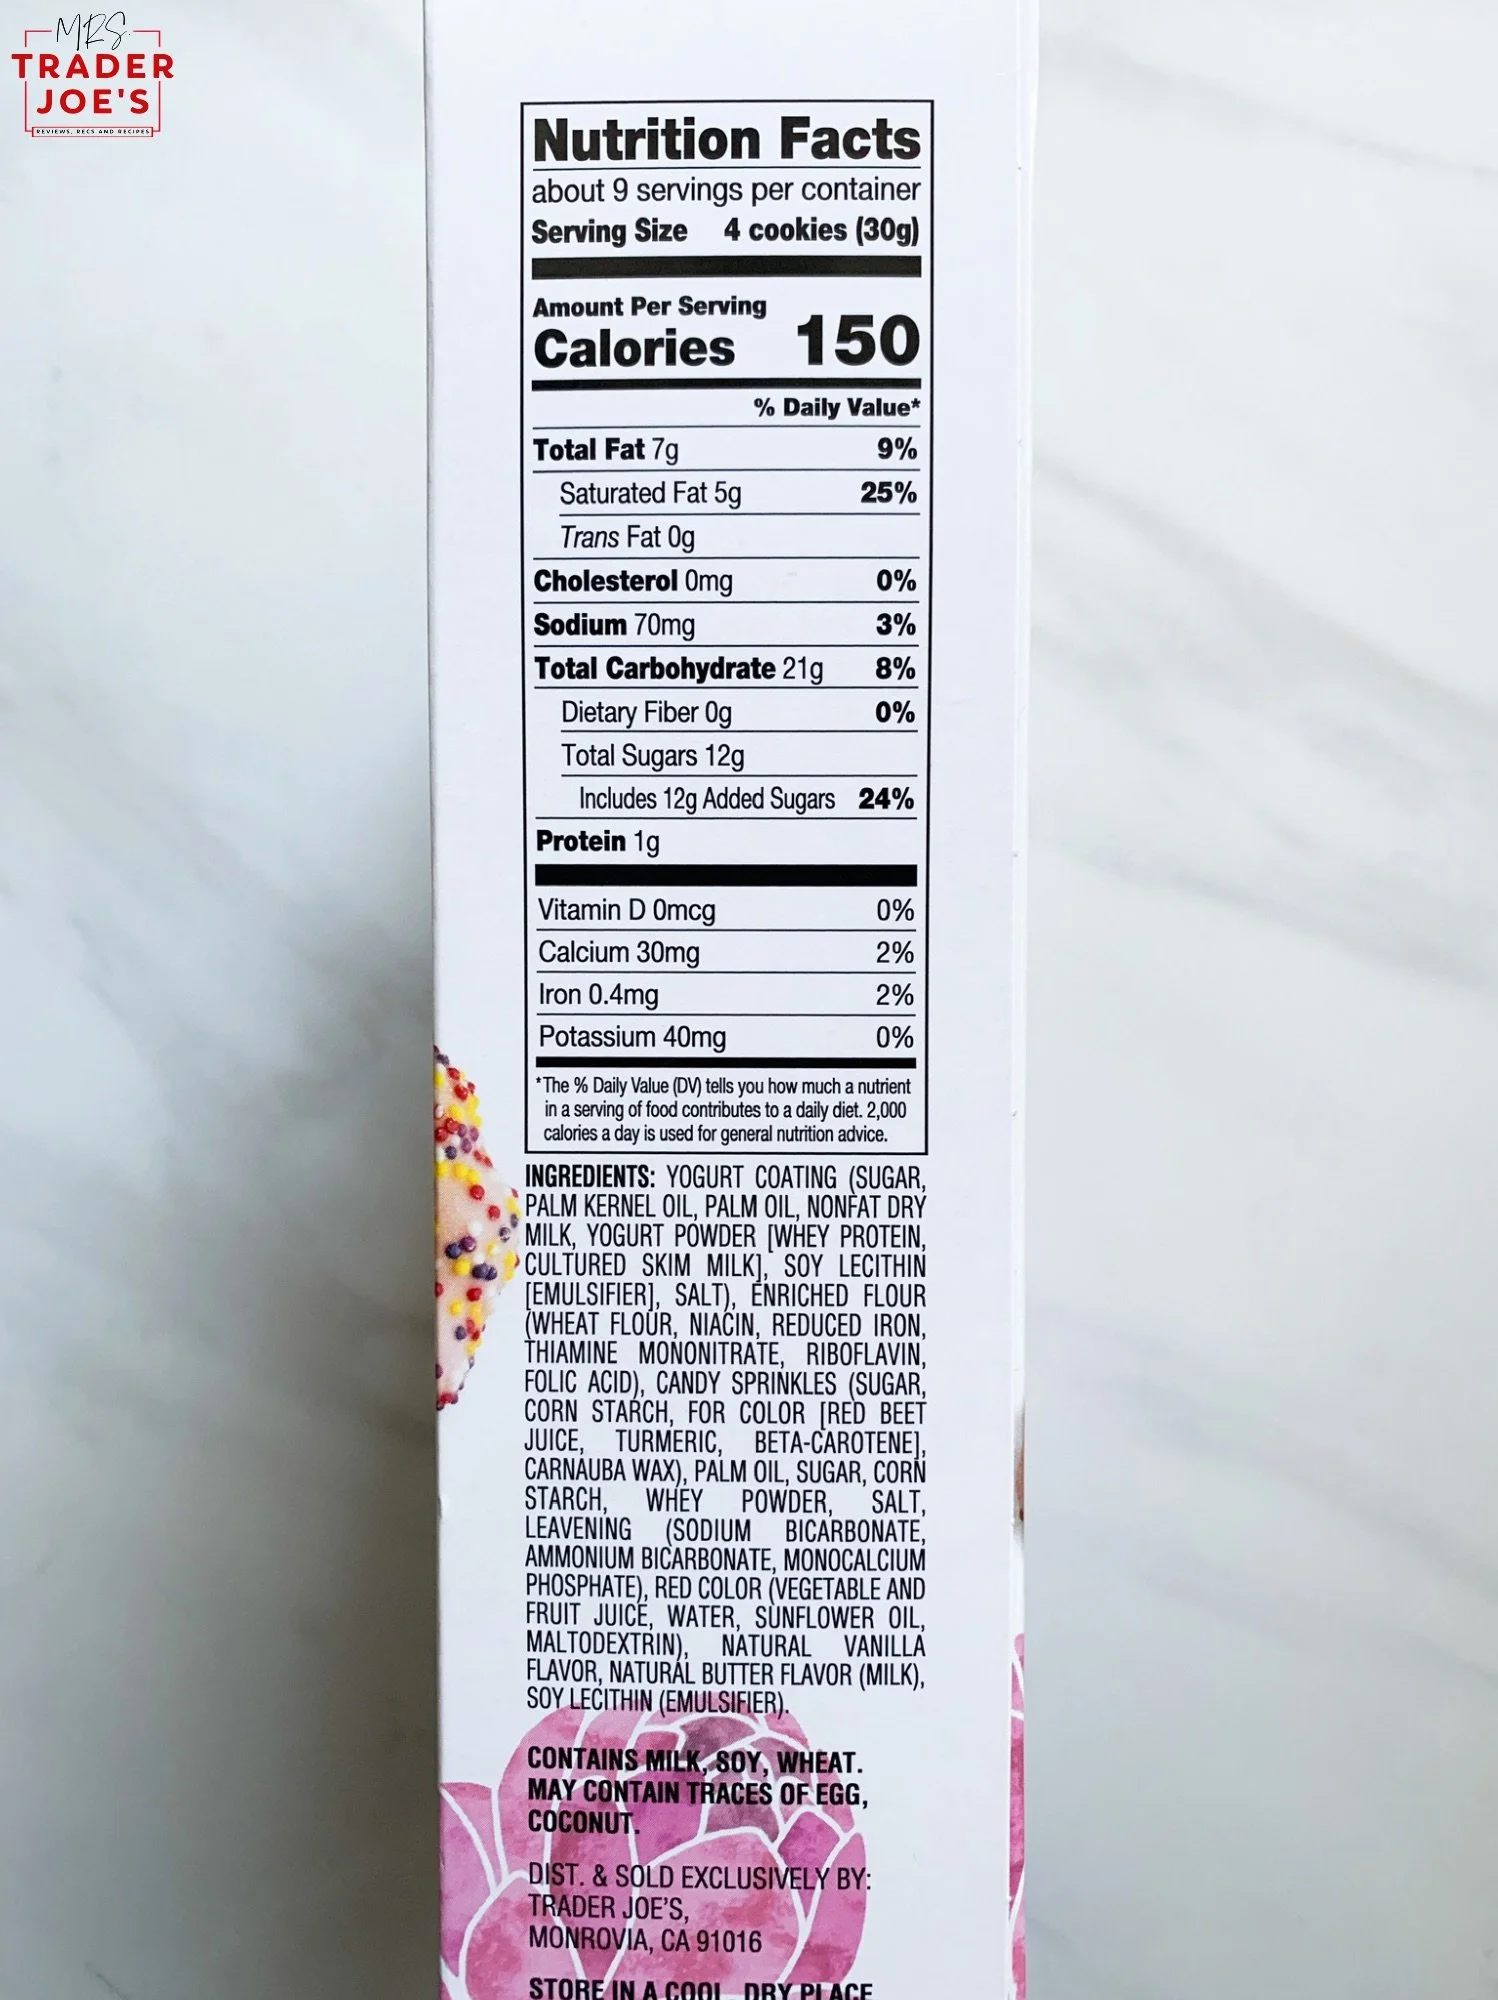 MRS.
TRADER
JOE'S
REVIEWS, RECS AND RECIPES
Nutrition Facts
about 9 servings per container
Serving Size 4 cookies (30g)
Amount Per Serving
Calories 150
% Daily Value*
Total Fat 7g 9%
Saturated Fat 5g 25%
Trans Fat 0g
Cholesterol 0mg 0%
Sodium 70mg 3%
Total Carbohydrate 21g 8%
Dietary Fiber 0g 0%
Total Sugars 12g
Includes 12g Added Sugars 24%
Protein 1g
Vitamin D 0mcg 0%
Calcium 30mg 2%
Iron 0.4mg 2%
Potassium 40mg 0%
*The % Daily Value (DV) tells you how much a nutrient
in a serving of food contributes to a daily diet. 2,000
calories a day is used for general nutrition advice.
INGREDIENTS: YOGURT COATING (SUGAR,
PALM KERNEL OIL, PALM OIL, NONFAT DRY
MILK, YOGURT POWDER [WHEY PROTEIN,
CULTURED SKIM MILK], SOY LECITHIN
[EMULSIFIER], SALT), ENRICHED FLOUR
(WHEAT FLOUR, NIACIN, REDUCED IRON,
THIAMINE MONONITRATE, RIBOFLAVIN,
FOLIC ACID), CANDY SPRINKLES (SUGAR,
CORN STARCH, FOR COLOR [RED BEET
JUICE, TURMERIC, BETA-CAROTENE],
CARNAUBA WAX), PALM OIL, SUGAR, CORN
STARCH, WHEY POWDER, SALT,
LEAVENING (SODIUM BICARBONATE,
AMMONIUM BICARBONATE, MONOCALCIUM
PHOSPHATE), RED COLOR (VEGETABLE AND
FRUIT JUICE, WATER, SUNFLOWER OIL,
MALTODEXTRIN), NATURAL VANILLA
FLAVOR, NATURAL BUTTER FLAVOR (MILK),
SOY LECITHIN (EMULSIFIER).
CONTAINS MILK, SOY, WHEAT.
MAY CONTAIN TRACES OF EGG,
COCONUT.
DIST. & SOLD EXCLUSIVELY BY:
TRADER JOE'S,
MONROVIA, CA 91016
STORE IN A COOL, DRY PLACE